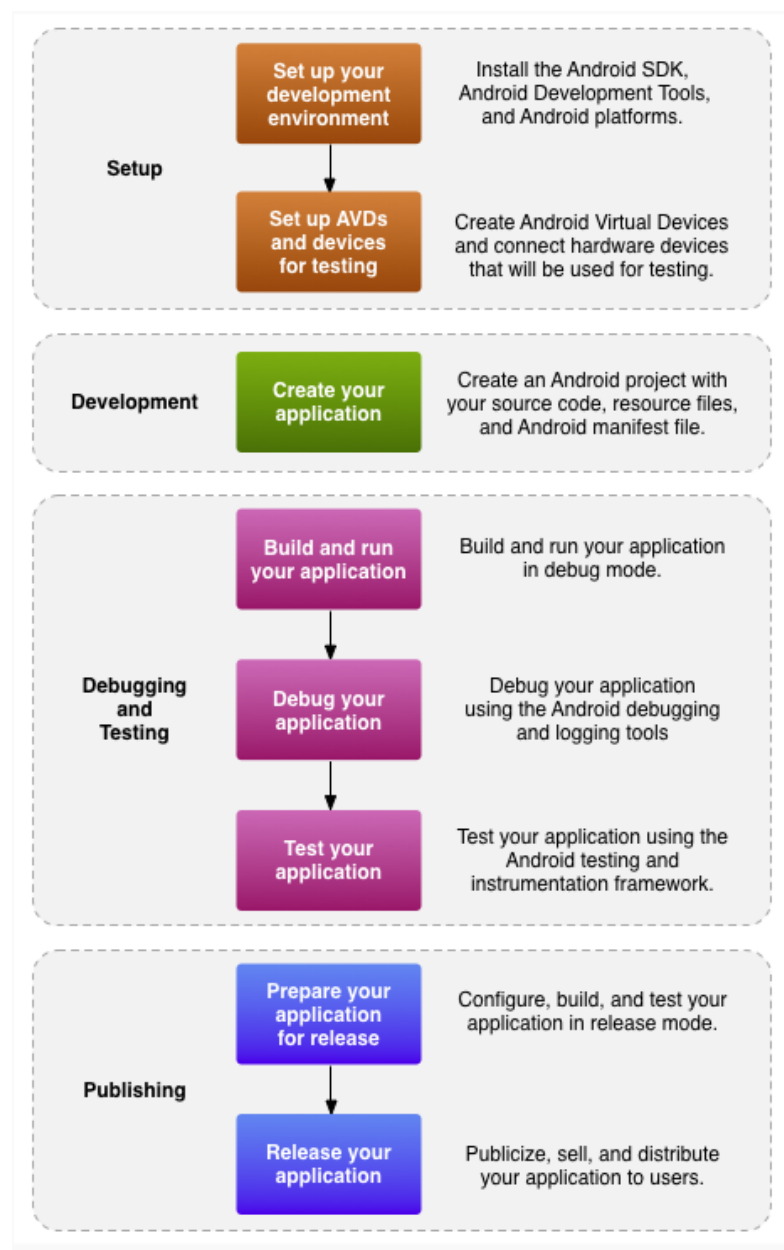 Set up your
development
environment
Install the Android SDK,
Android Development Tools,
and Android platforms.
Setup
Set up AVDs
and devices
for testing
Create Android Virtual Devices
and connect hardware devices
that will be used for testing.
Development
Create your
application
Create an Android project with
your source code, resource files,
and Android manifest file.
Build and run
your application
Build and run your application
in debug mode.
Debugging
and
Testing
Debug your
application
Debug your application
using the Android debugging
and logging tools
Test your
application
Test your application using the
Android testing and
instrumentation framework.
Prepare your
application
for release
Configure, build, and test your
application in release mode.
Publishing
Release your
application
Publicize, sell, and distribute
your application to users.